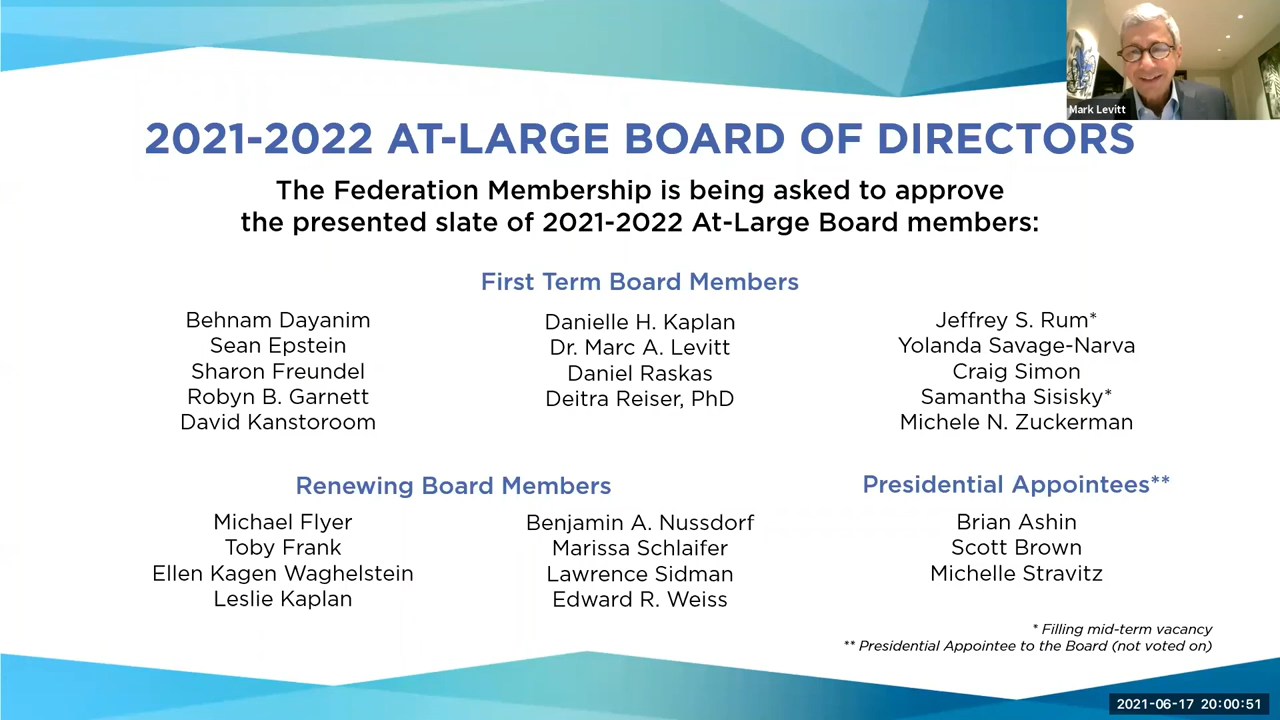 Mark Levitt
2021-2022 AT-LARGE BOARD OF DIRECTORS
The Federation Membership is being asked to approve
the presented slate of 2021-2022 At-Large Board members:
First Term Board Members
Behnam Dayanim
Sean Epstein
Sharon Freundel
Robyn B. Garnett
David Kanstoroom
Danielle H. Kaplan
Dr. Marc A. Levitt
Daniel Raskas
Deitra Reiser, PhD
Jeffrey S. Rum*
Yolanda Savage-Narva
Craig Simon
Samantha Sisisky*
Michele N. Zuckerman
Renewing Board Members
Michael Flyer
Toby Frank
Ellen Kagen Waghelstein
Leslie Kaplan
Benjamin A. Nussdorf
Marissa Schlaifer
Lawrence Sidman
Edward R. Weiss
Presidential Appointees**
Brian Ashin
Scott Brown
Michelle Stravitz
* Filling mid-term vacancy
** Presidential Appointee to the Board (not voted on)
2021-06-17 20:00:51